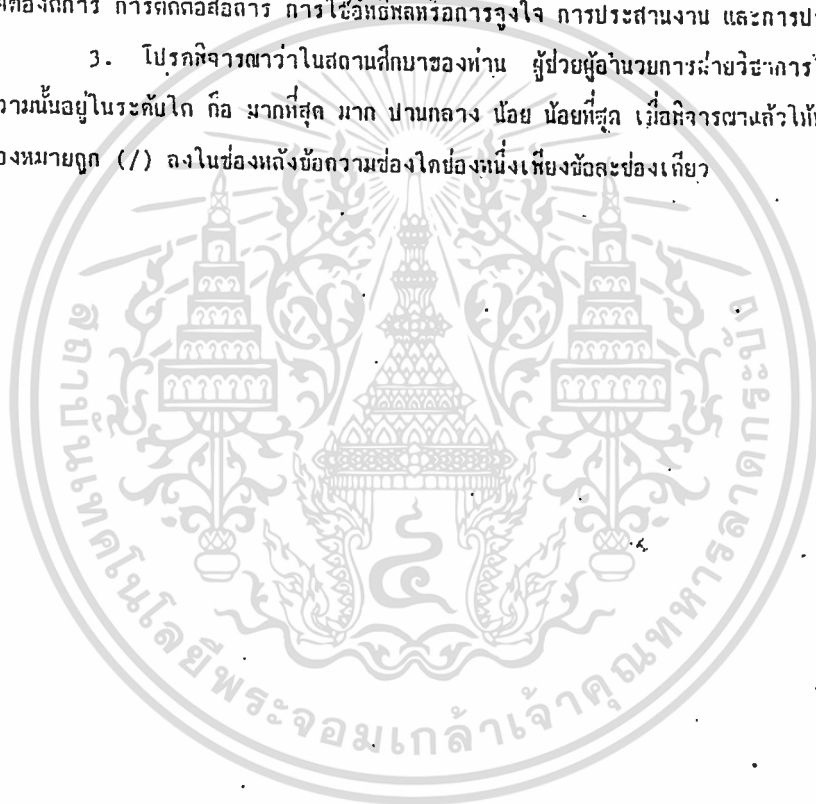 ค์องค์การ การติดต่อสื่อสาร การใช้อิทธิพลหรือการจูงใจ การประสานงาน และการประ
3. โปรดพิจารณาว่าในสถานศึกษาของท่าน ผู้ช่วยผู้อำนวยการฝ่ายวิชาการ
ความนั้นอยู่ในระดับใด คือ มากที่สุด มาก ปานกลาง น้อย น้อยที่สุด เมื่อพิจารณาแล้วให้
องหมายถูก (/) ลงในช่องหลังข้อความช่องใดช่องหนึ่งเพียงข้อละช่องเดียว
สถาบันเทคโนโลยีพระจอมเกล้าเจ้าคุณทหารลาดกระบัง